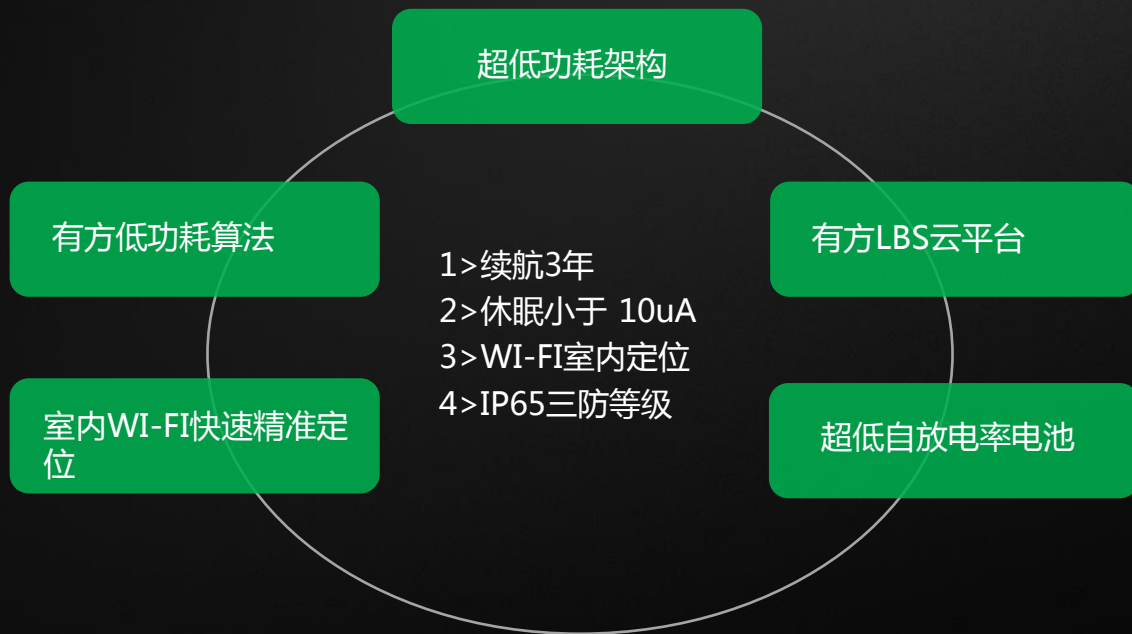 超低功耗架构
有方低功耗算法
有方LBS云平台
1>续航3年
2>休眠小于 10uA
3>WI-FI室内定位
4>IP65三防等级
室内WI-FI快速精准定
位
超低自放电率电池